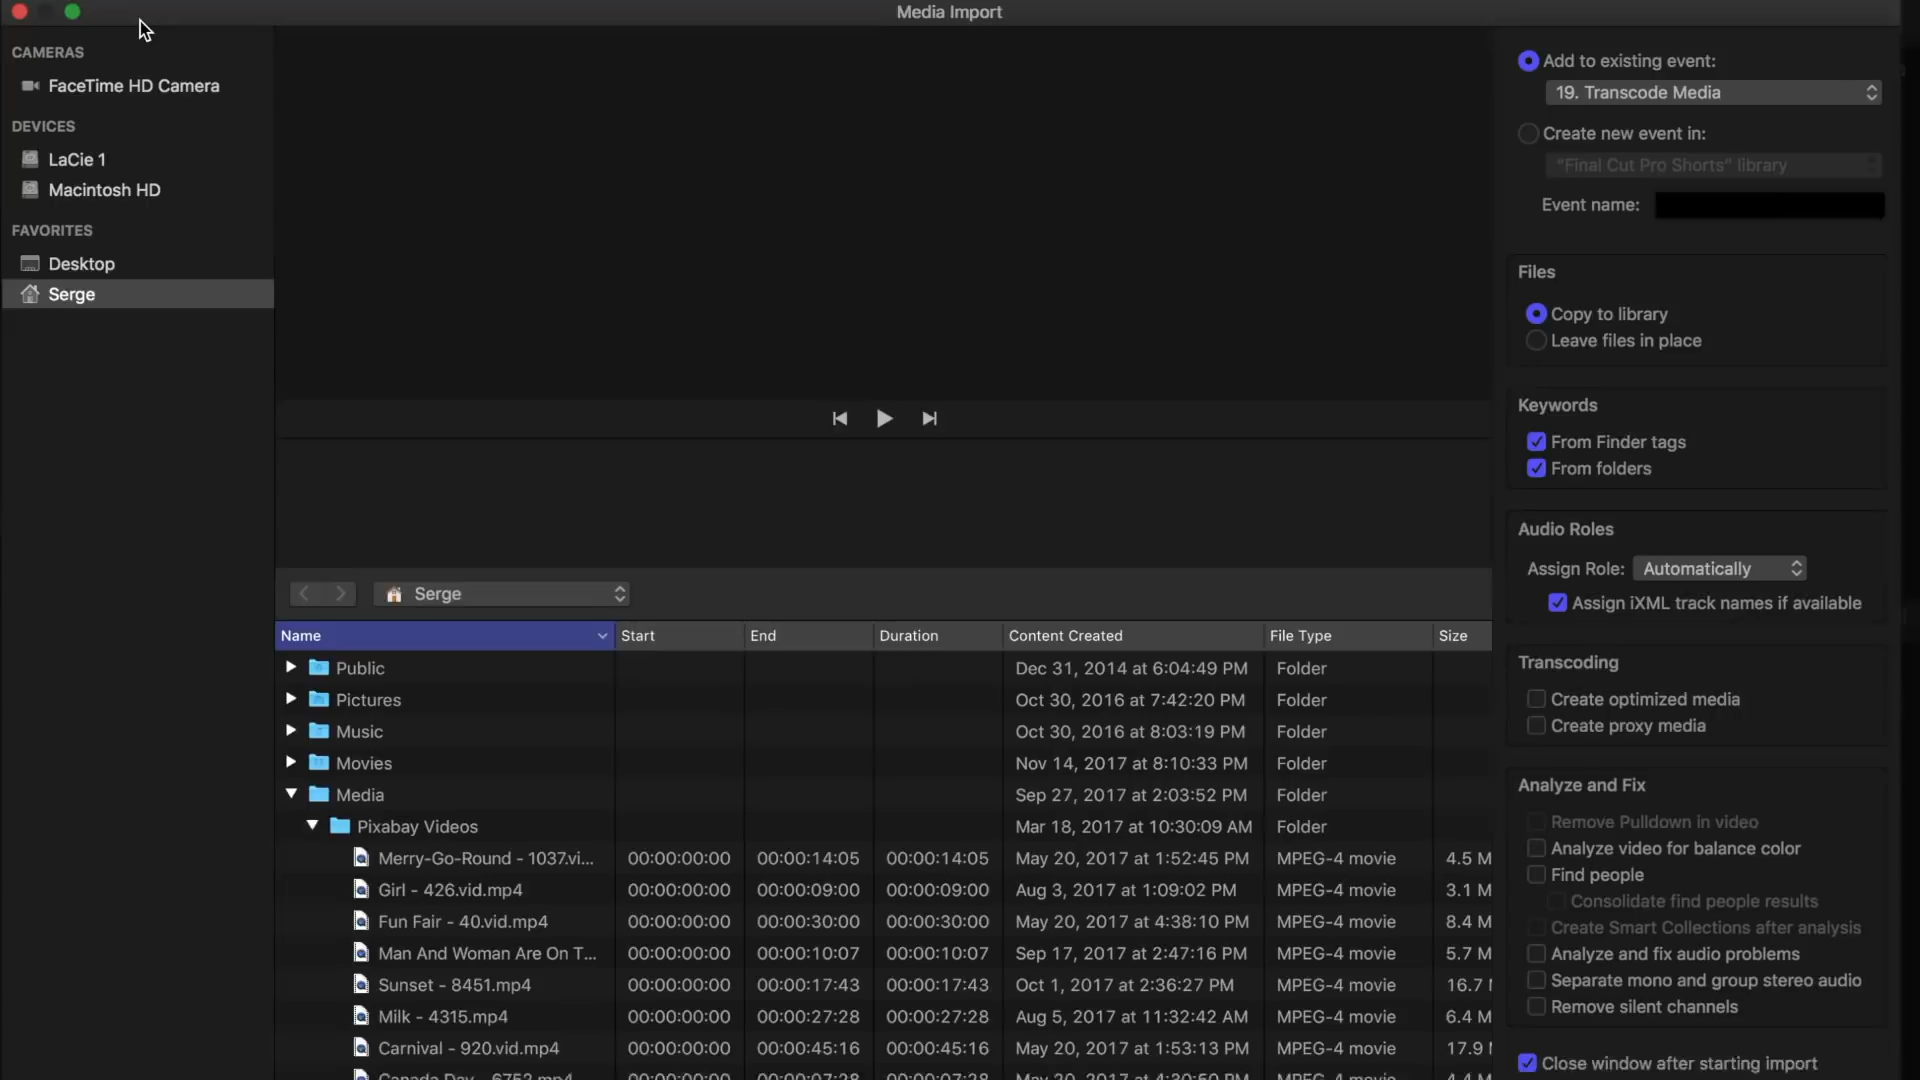 Media Import
CAMERAS
FaceTime HD Camera
DEVICES
LaCie 1
Macintosh HD
FAVORITES
Desktop
Serge
Add to existing event:
19. Transcode Media
Create new event in:
"Final Cut Pro Shorts" library
Event name:
Files
Copy to library
Leave files in place
Keywords
From Finder tags
From folders
Audio Roles
Assign Role: Automatically
Assign iXML track names if available
Transcoding
Create optimized media
Create proxy media
Analyze and Fix
Remove Pulldown in video
Analyze video for balance color
Find people
Consolidate find people results
Create Smart Collections after analysis
Analyze and fix audio problems
Separate mono and group stereo audio
Remove silent channels
Close window after starting import
Serge
Name Start End Duration Content Created File Type Size
Public Dec 31, 2014 at 6:04:49 PM Folder
Pictures Oct 30, 2016 at 7:42:20 PM Folder
Music Oct 30, 2016 at 8:03:19 PM Folder
Movies Nov 14, 2017 at 8:10:33 PM Folder
Media Sep 27, 2017 at 2:03:52 PM Folder
Pixabay Videos Mar 18, 2017 at 10:30:09 AM Folder
Merry-Go-Round - 1037.vi... 00:00:00:00 00:00:14:05 00:00:14:05 May 20, 2017 at 1:52:45 PM MPEG-4 movie 4.5 M
Girl - 426.vid.mp4 00:00:00:00 00:00:09:00 00:00:09:00 Aug 3, 2017 at 1:09:02 PM MPEG-4 movie 3.1 M
Fun Fair - 40.vid.mp4 00:00:00:00 00:00:30:00 00:00:30:00 May 20, 2017 at 4:38:10 PM MPEG-4 movie 8.4 M
Man And Woman Are On T... 00:00:00:00 00:00:10:07 00:00:10:07 Sep 17, 2017 at 2:47:16 PM MPEG-4 movie 5.7 M
Sunset - 8451.mp4 00:00:00:00 00:00:17:43 00:00:17:43 Oct 1, 2017 at 2:36:27 PM MPEG-4 movie 16.7
Milk - 4315.mp4 00:00:00:00 00:00:27:28 00:00:27:28 Aug 5, 2017 at 11:32:42 AM MPEG-4 movie 6.4 M
Carnival - 920.vid.mp4 00:00:00:00 00:00:45:16 00:00:45:16 May 20, 2017 at 1:53:13 PM MPEG-4 movie 17.9